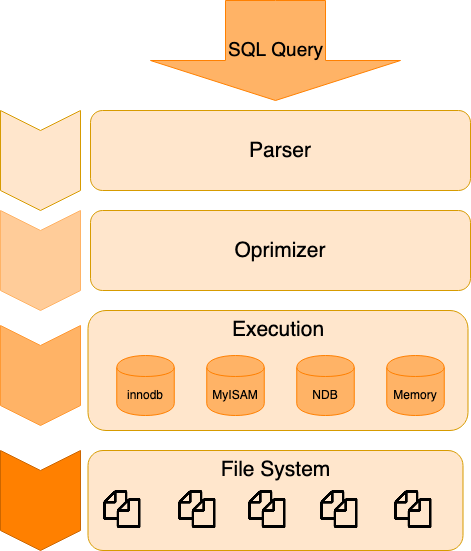 SQL Query
Parser
Oprimizer
Execution
innodb MyISAM NDB Memory
File System